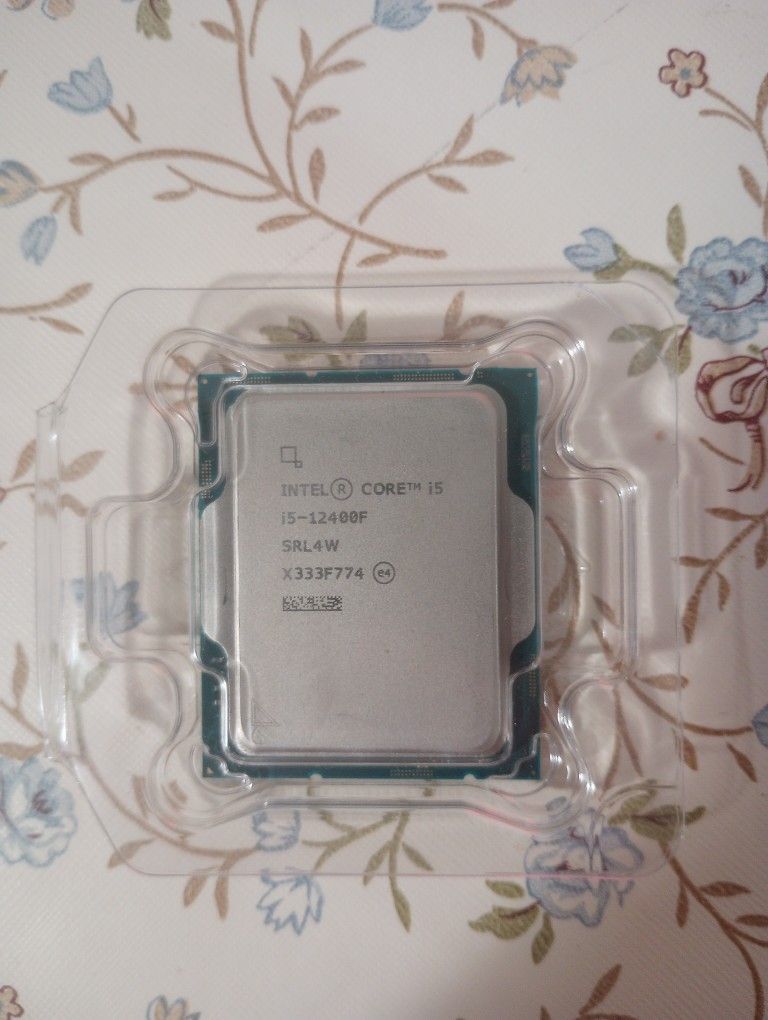 INTEL® CORE™ i5
i5-12400F
SRL4W
X333F774 e4